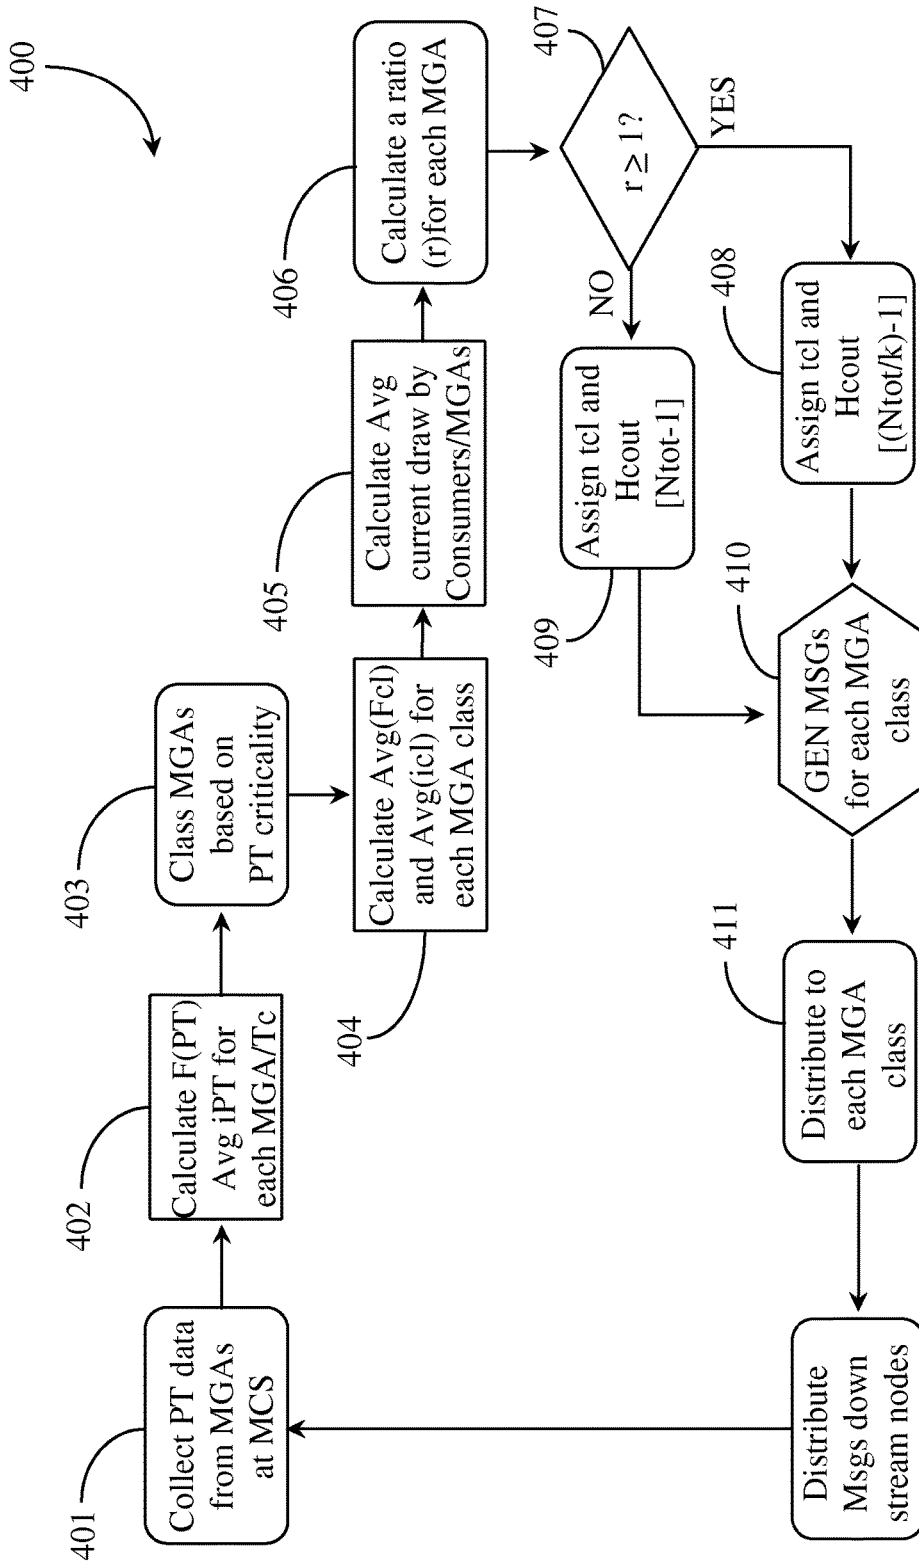 400
401
Collect PT data
from MGAs
at MCS
402
Calculate F(PT)
Avg iPT for
each MGA/Tc
403
Class MGAs
based on
PT criticality
404
Calculate Avg(Fcl)
and Avg(icl) for
each MGA class
405
Calculate Avg
current draw by
Consumers/MGAs
406
Calculate a ratio
(r)for each MGA
407
r ≥ 1?
NO
YES
409
Assign tcl and
Hcout
[Ntot-1]
408
Assign tcl and
Hcout
[(Ntot/k)-1]
410
GEN MSGs
for each MGA
class
411
Distribute to
each MGA
class
Distribute
Msgs down
stream nodes